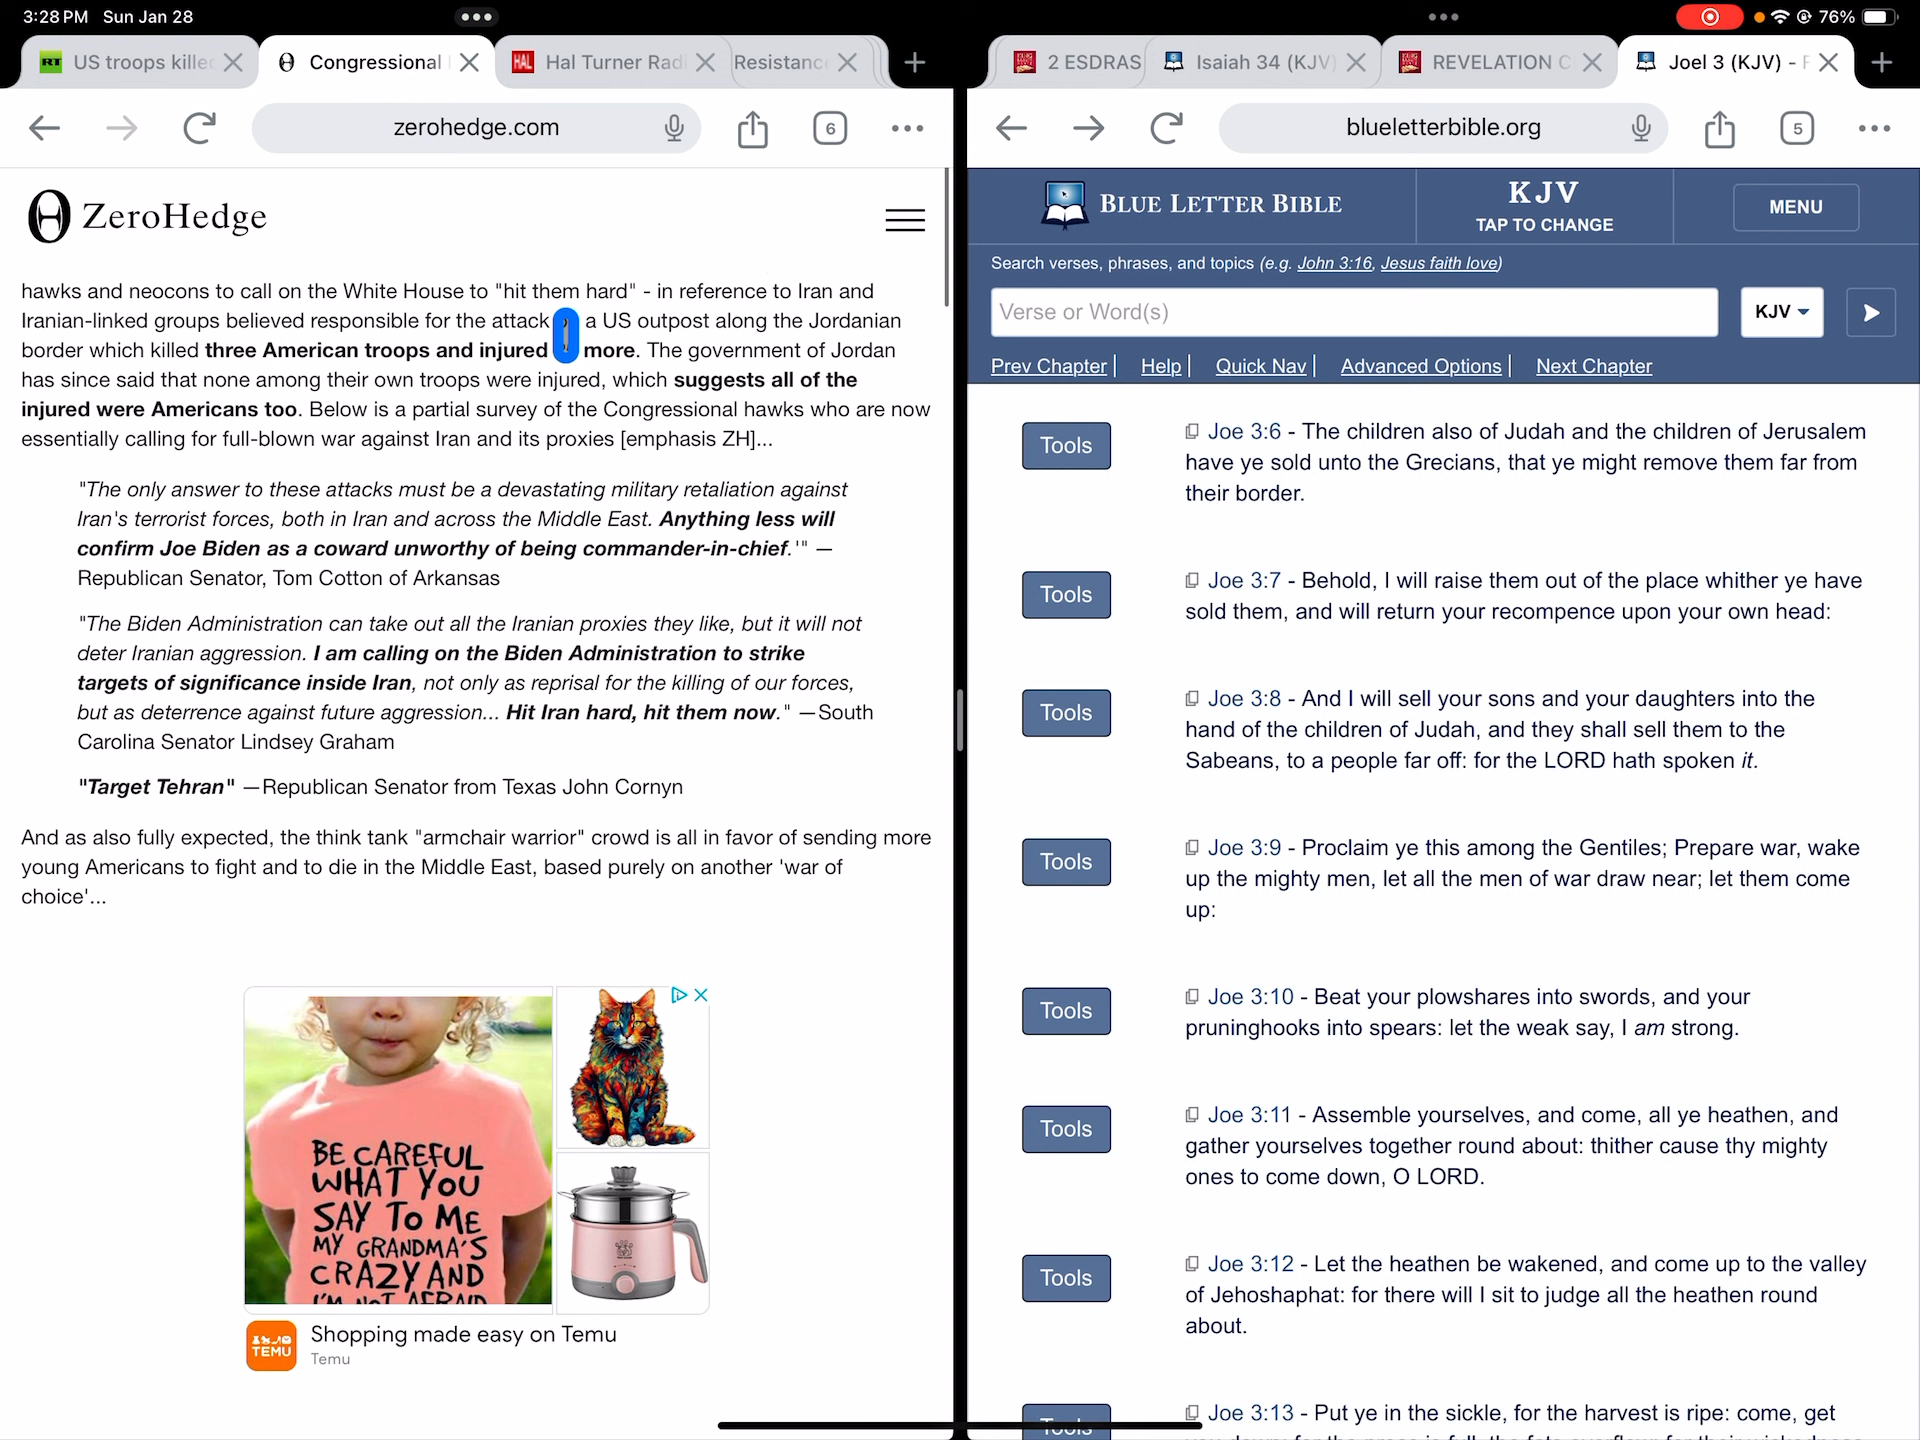 3:28 PM Sun Jan 28
76%
US troops kille
Congressional
HAL Hal Turner Rad
Resistanc
2 ESDRAS
Isaiah 34 (KJV)
REVELATION C
Joel 3 (KJV) -
zerohedge.com
6
blueletterbible.org
5
ZeroHedge
hawks and neocons to call on the White House to "hit them hard" - in reference to Iran and
Iranian-linked groups believed responsible for the attack a US outpost along the Jordanian
border which killed three American troops and injured more. The government of Jordan
has since said that none among their own troops were injured, which suggests all of the
injured were Americans too. Below is a partial survey of the Congressional hawks who are now
essentially calling for full-blown war against Iran and its proxies [emphasis ZH]...
"The only answer to these attacks must be a devastating military retaliation against
Iran's terrorist forces, both in Iran and across the Middle East. Anything less will
confirm Joe Biden as a coward unworthy of being commander-in-chief.'" —
Republican Senator, Tom Cotton of Arkansas
"The Biden Administration can take out all the Iranian proxies they like, but it will not
deter Iranian aggression. I am calling on the Biden Administration to strike
targets of significance inside Iran, not only as reprisal for the killing of our forces,
but as deterrence against future aggression... Hit Iran hard, hit them now." —South
Carolina Senator Lindsey Graham
"Target Tehran" —Republican Senator from Texas John Cornyn
And as also fully expected, the think tank "armchair warrior" crowd is all in favor of sending more
young Americans to fight and to die in the Middle East, based purely on another 'war of
choice'...
BE CAREFUL
WHAT YOU
SAY TO ME
MY GRANDMA'S
CRAZY AND
I'M NOT AFRAID
TEMU
Shopping made easy on Temu
Temu
BLUE LETTER BIBLE
KJV
TAP TO CHANGE
MENU
Search verses, phrases, and topics (e.g. John 3:16, Jesus faith love)
Verse or Word(s)
KJV
Prev Chapter | Help | Quick Nav | Advanced Options | Next Chapter
Tools
Joe 3:6 - The children also of Judah and the children of Jerusalem
have ye sold unto the Grecians, that ye might remove them far from
their border.
Tools
Joe 3:7 - Behold, I will raise them out of the place whither ye have
sold them, and will return your recompence upon your own head:
Tools
Joe 3:8 - And I will sell your sons and your daughters into the
hand of the children of Judah, and they shall sell them to the
Sabeans, to a people far off: for the LORD hath spoken it.
Tools
Joe 3:9 - Proclaim ye this among the Gentiles; Prepare war, wake
up the mighty men, let all the men of war draw near; let them come
up:
Tools
Joe 3:10 - Beat your plowshares into swords, and your
pruninghooks into spears: let the weak say, I am strong.
Tools
Joe 3:11 - Assemble yourselves, and come, all ye heathen, and
gather yourselves together round about: thither cause thy mighty
ones to come down, O LORD.
Tools
Joe 3:12 - Let the heathen be wakened, and come up to the valley
of Jehoshaphat: for there will I sit to judge all the heathen round
about.
Tools
Joe 3:13 - Put ye in the sickle, for the harvest is ripe: come, get